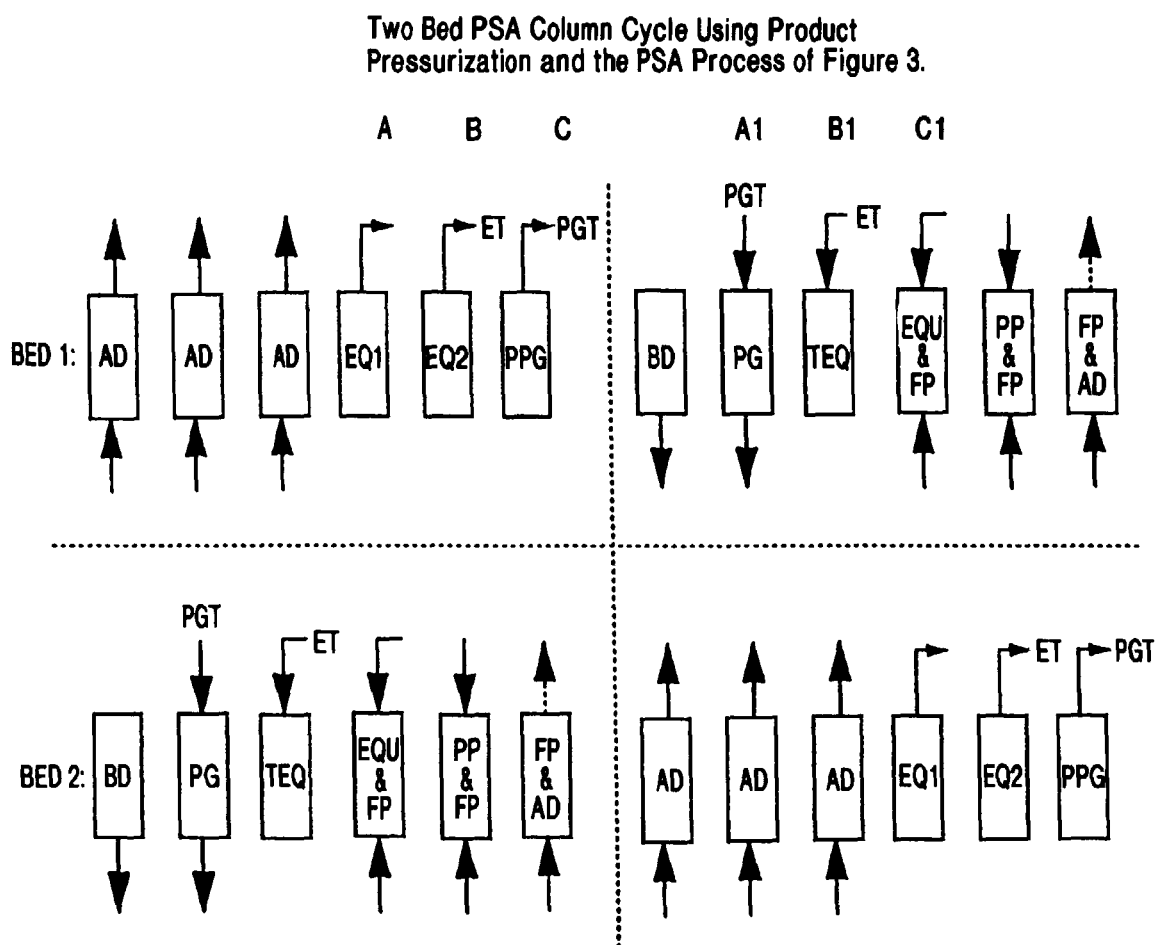 Two Bed PSA Column Cycle Using Product
Pressurization and the PSA Process of Figure 3.
A B C A1 B1 C1
PGT
ET PGT ET
BED 1: AD AD AD EQ1 EQ2 PPG BD PG TEQ EQU & FP PP & FP FP & AD
PGT
ET ET PGT
BED 2: BD PG TEQ EQU & FP PP & FP FP & AD AD AD AD EQ1 EQ2 PPG